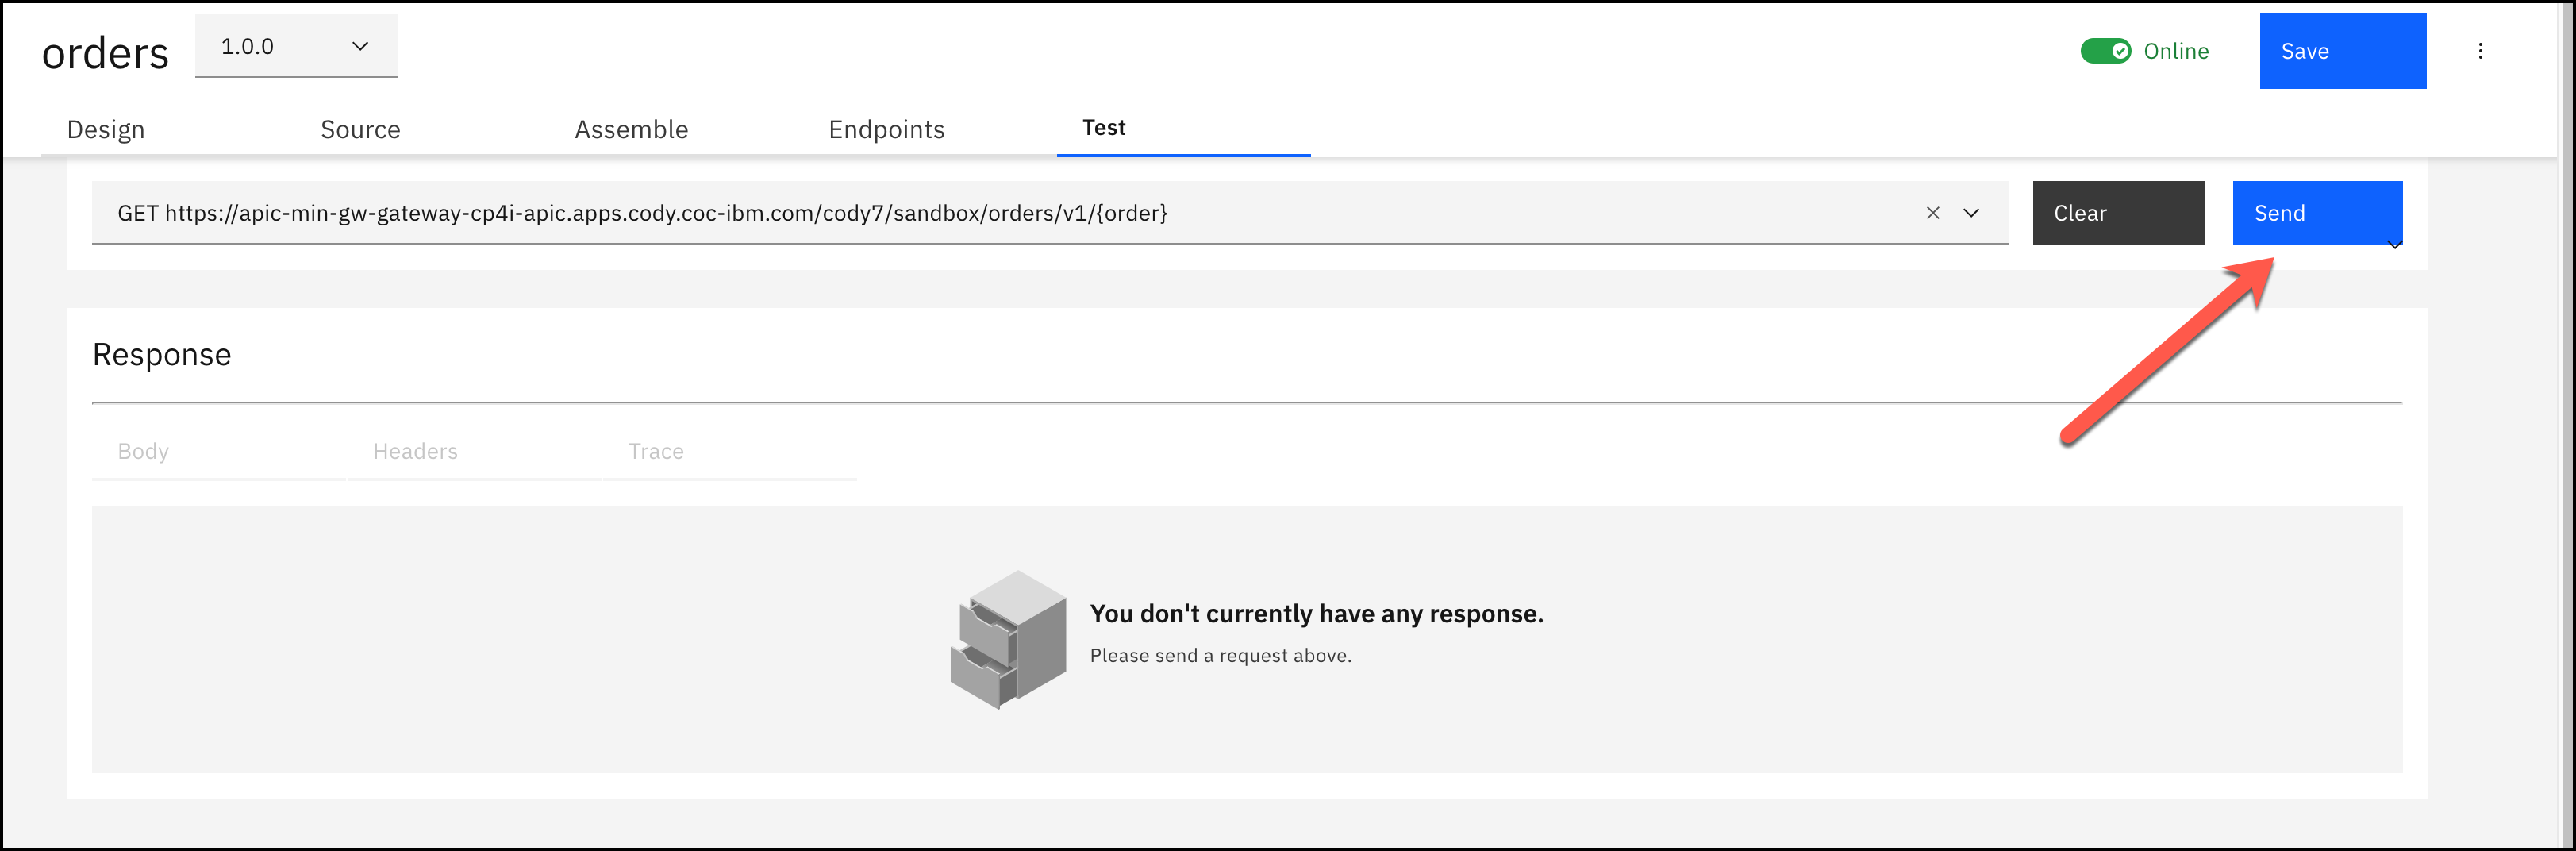 orders 1.0.0 Online Save
Design Source Assemble Endpoints Test
GET https://apic-min-gw-gateway-cp4i-apic.apps.cody.coc-ibm.com/cody7/sandbox/orders/v1/{order} Clear Send
Response
Body Headers Trace
You don't currently have any response.
Please send a request above.